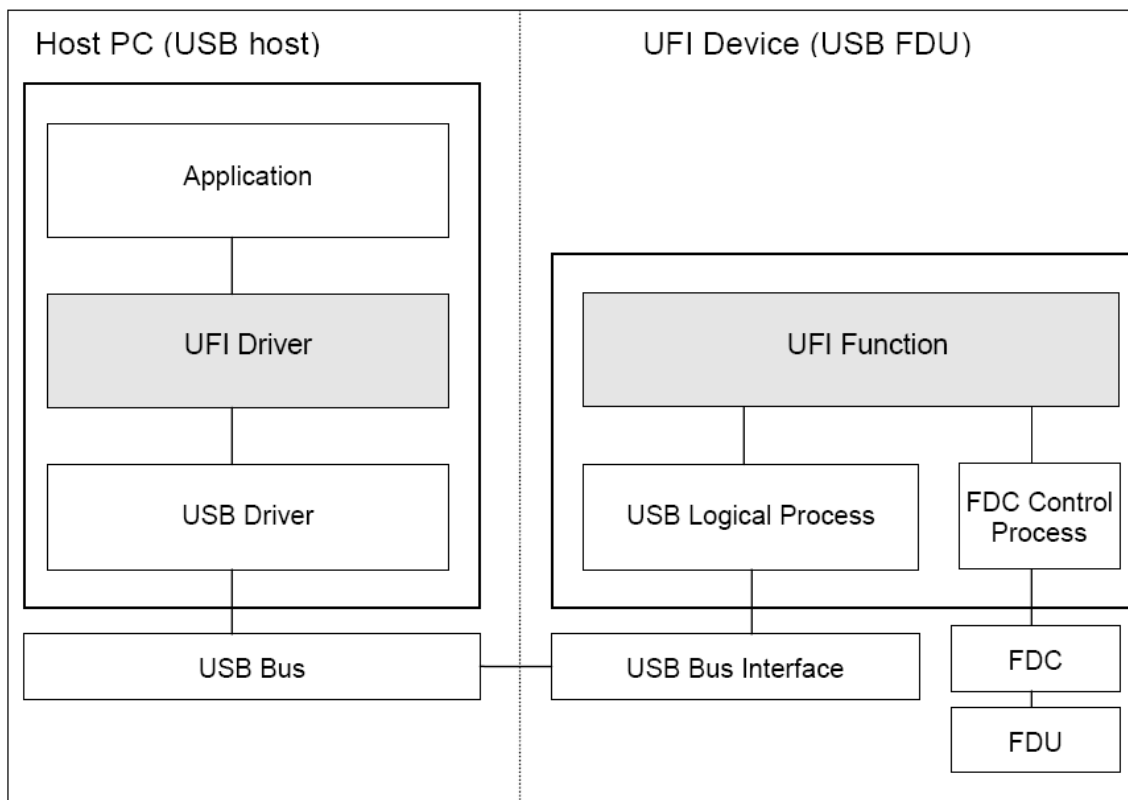 Host PC (USB host)
UFI Device (USB FDU)
Application
UFI Driver
UFI Function
USB Driver
USB Logical Process
FDC Control
Process
USB Bus
USB Bus Interface
FDC
FDU